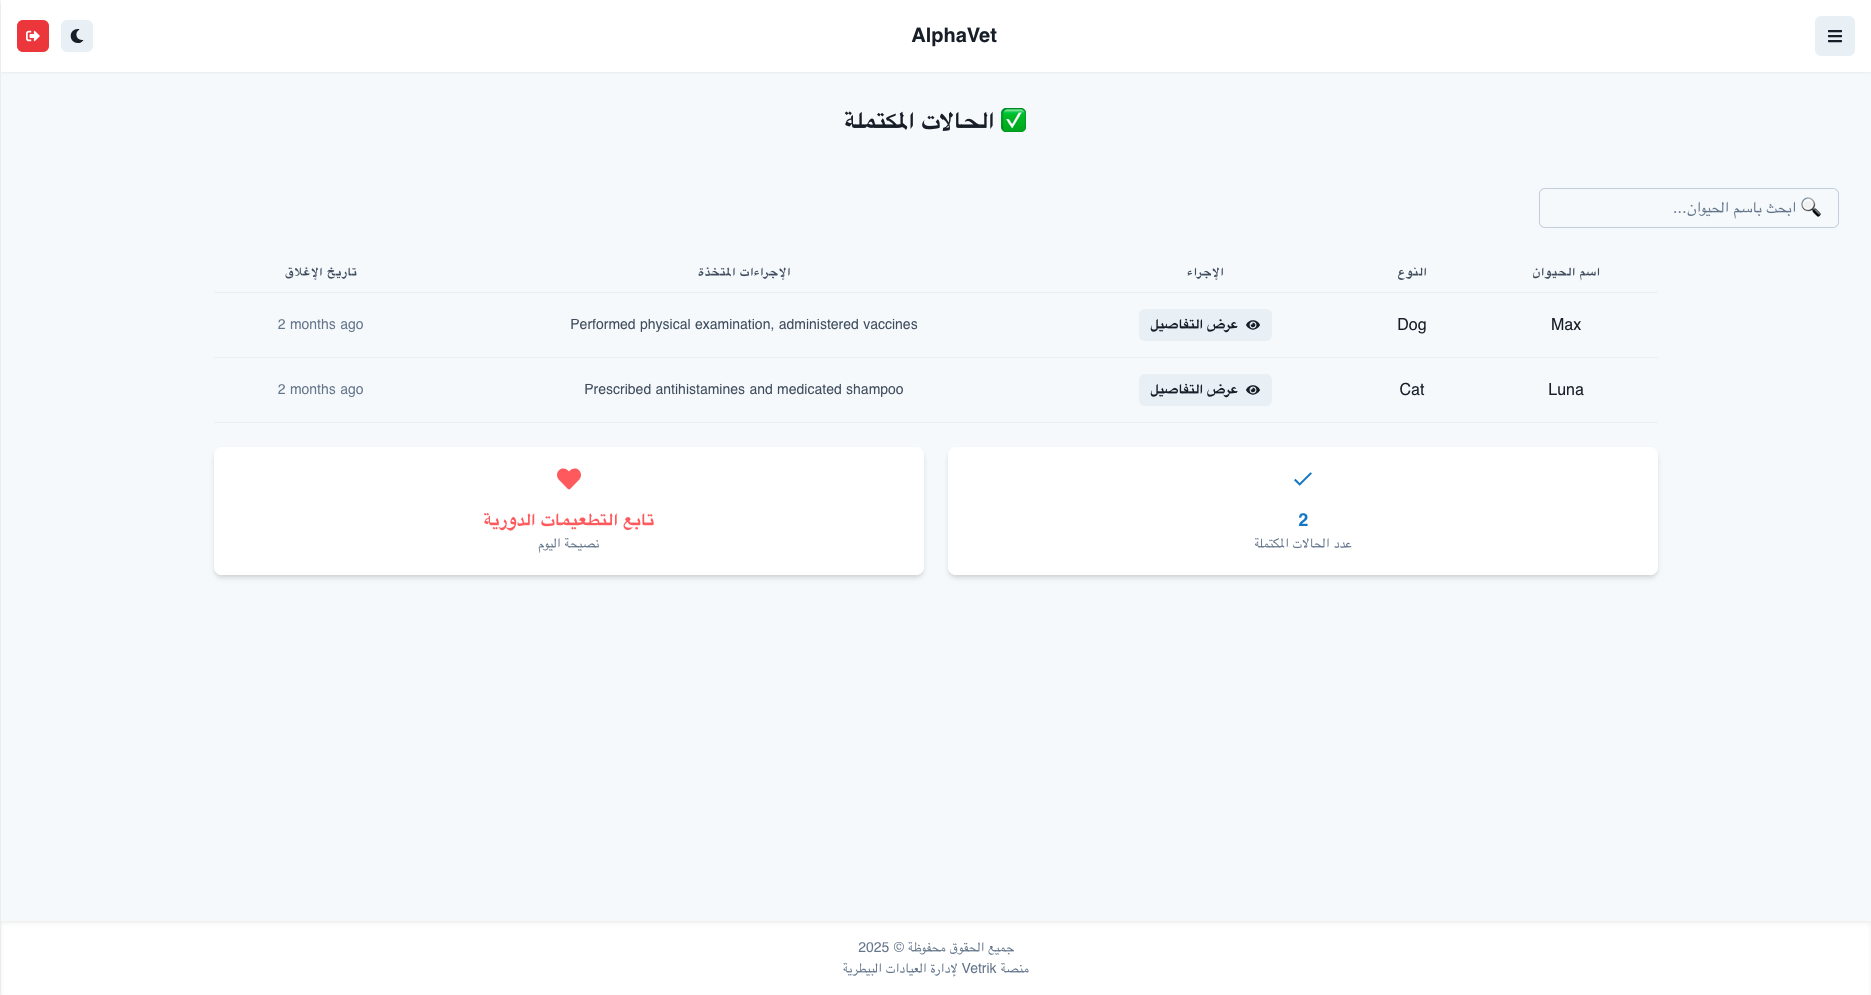 AlphaVet
✅ الحالات المكتملة
🔍 ابحث باسم الحيوان...
اسم الحيوان النوع الإجراء الإجراءات المتخذة تاريخ الإغلاق
Max Dog عرض التفاصيل Performed physical examination, administered vaccines 2 months ago
Luna Cat عرض التفاصيل Prescribed antihistamines and medicated shampoo 2 months ago
2
عدد الحالات المكتملة
تابع التطعيمات الدورية
نصيحة اليوم
جميع الحقوق محفوظة © 2025
منصة Vetrik لإدارة العيادات البيطرية